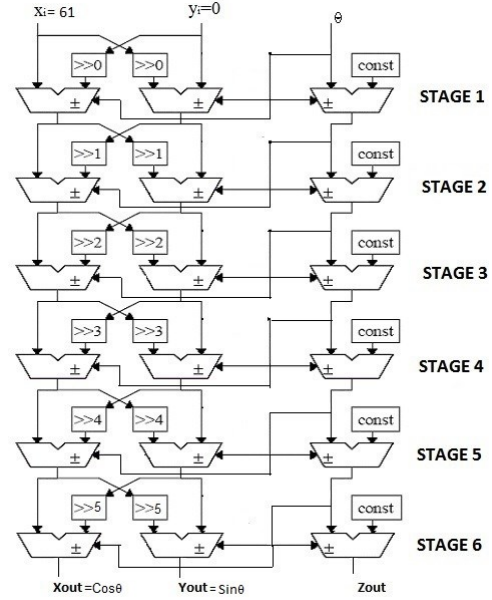 xi= 61 yi=0 θ
>>0 >>0 const
± ± ± STAGE 1
>>1 >>1 const
± ± ± STAGE 2
>>2 >>2 const
± ± ± STAGE 3
>>3 >>3 const
± ± ± STAGE 4
>>4 >>4 const
± ± ± STAGE 5
>>5 >>5 const
± ± ± STAGE 6
Xout =Cosθ Yout = Sinθ Zout